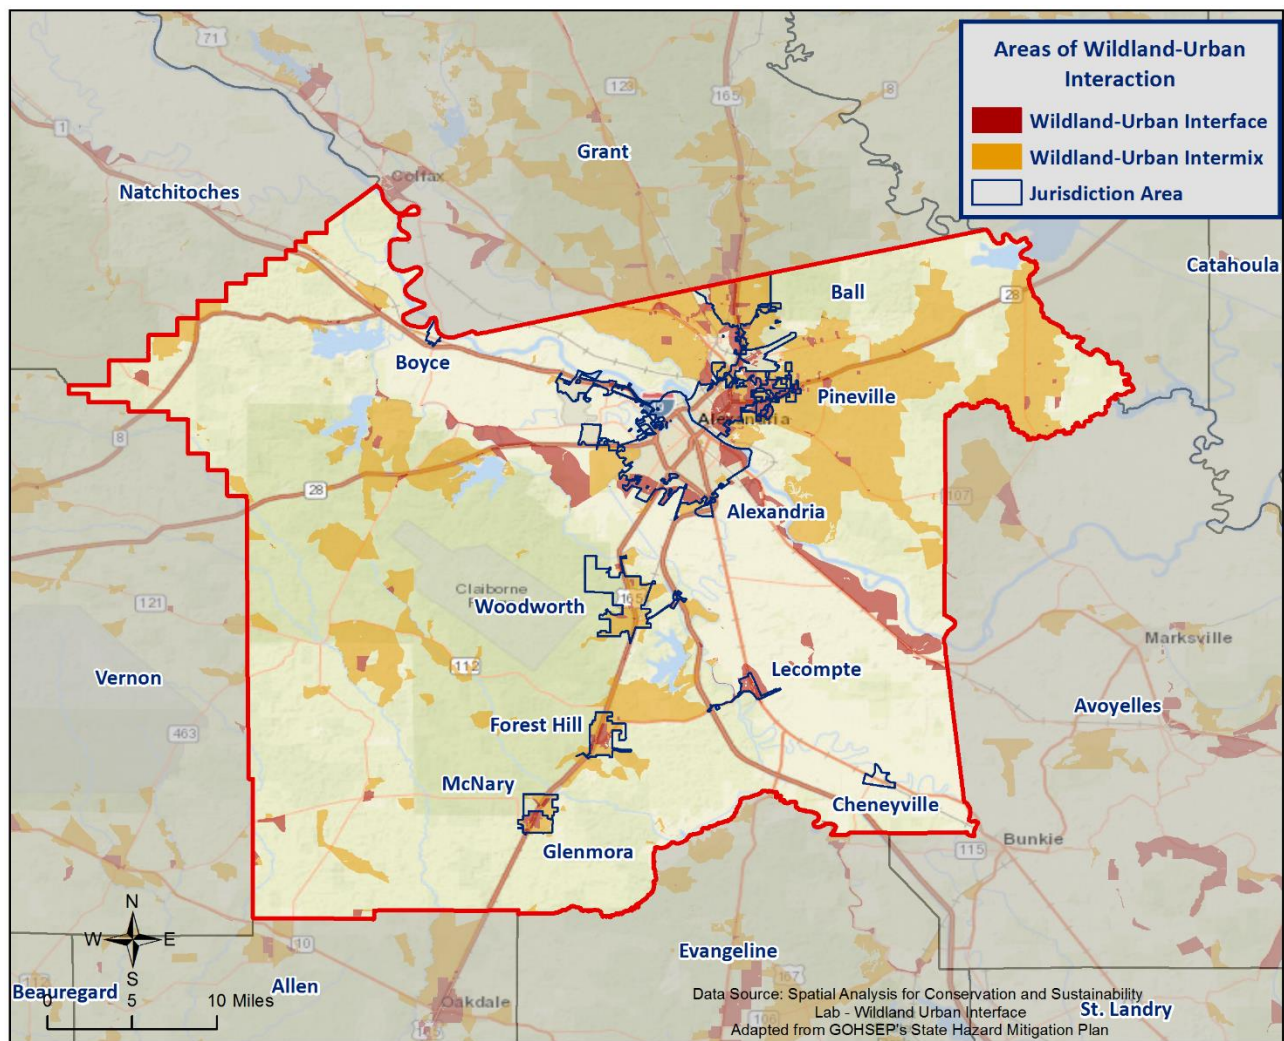 Areas of Wildland-Urban
Interaction
Wildland-Urban Interface
Wildland-Urban Intermix
Jurisdiction Area
71
123
165
8
1
Grant
Natchitoches
Coffax
Catahoula
Ball
28
Boyce
Pineville
Alexandria
8
28
107
Alexandria
Claiborne
121
Woodworth
165
Marksville
112
Lecompte
Vernon
Avoyelles
Forest Hill
463
McNary
Cheneyville
Glenmora
Bunkie
115
N
W
E
S
10
Evangeline
167
Allen
Beauregard
0
5
10 Miles
Oakdale
106
Data Source: Spatial Analysis for Conservation and Sustainability
Lab - Wildland Urban Interface
Adapted from GOHSEP's State Hazard Mitigation Plan
St. Landry